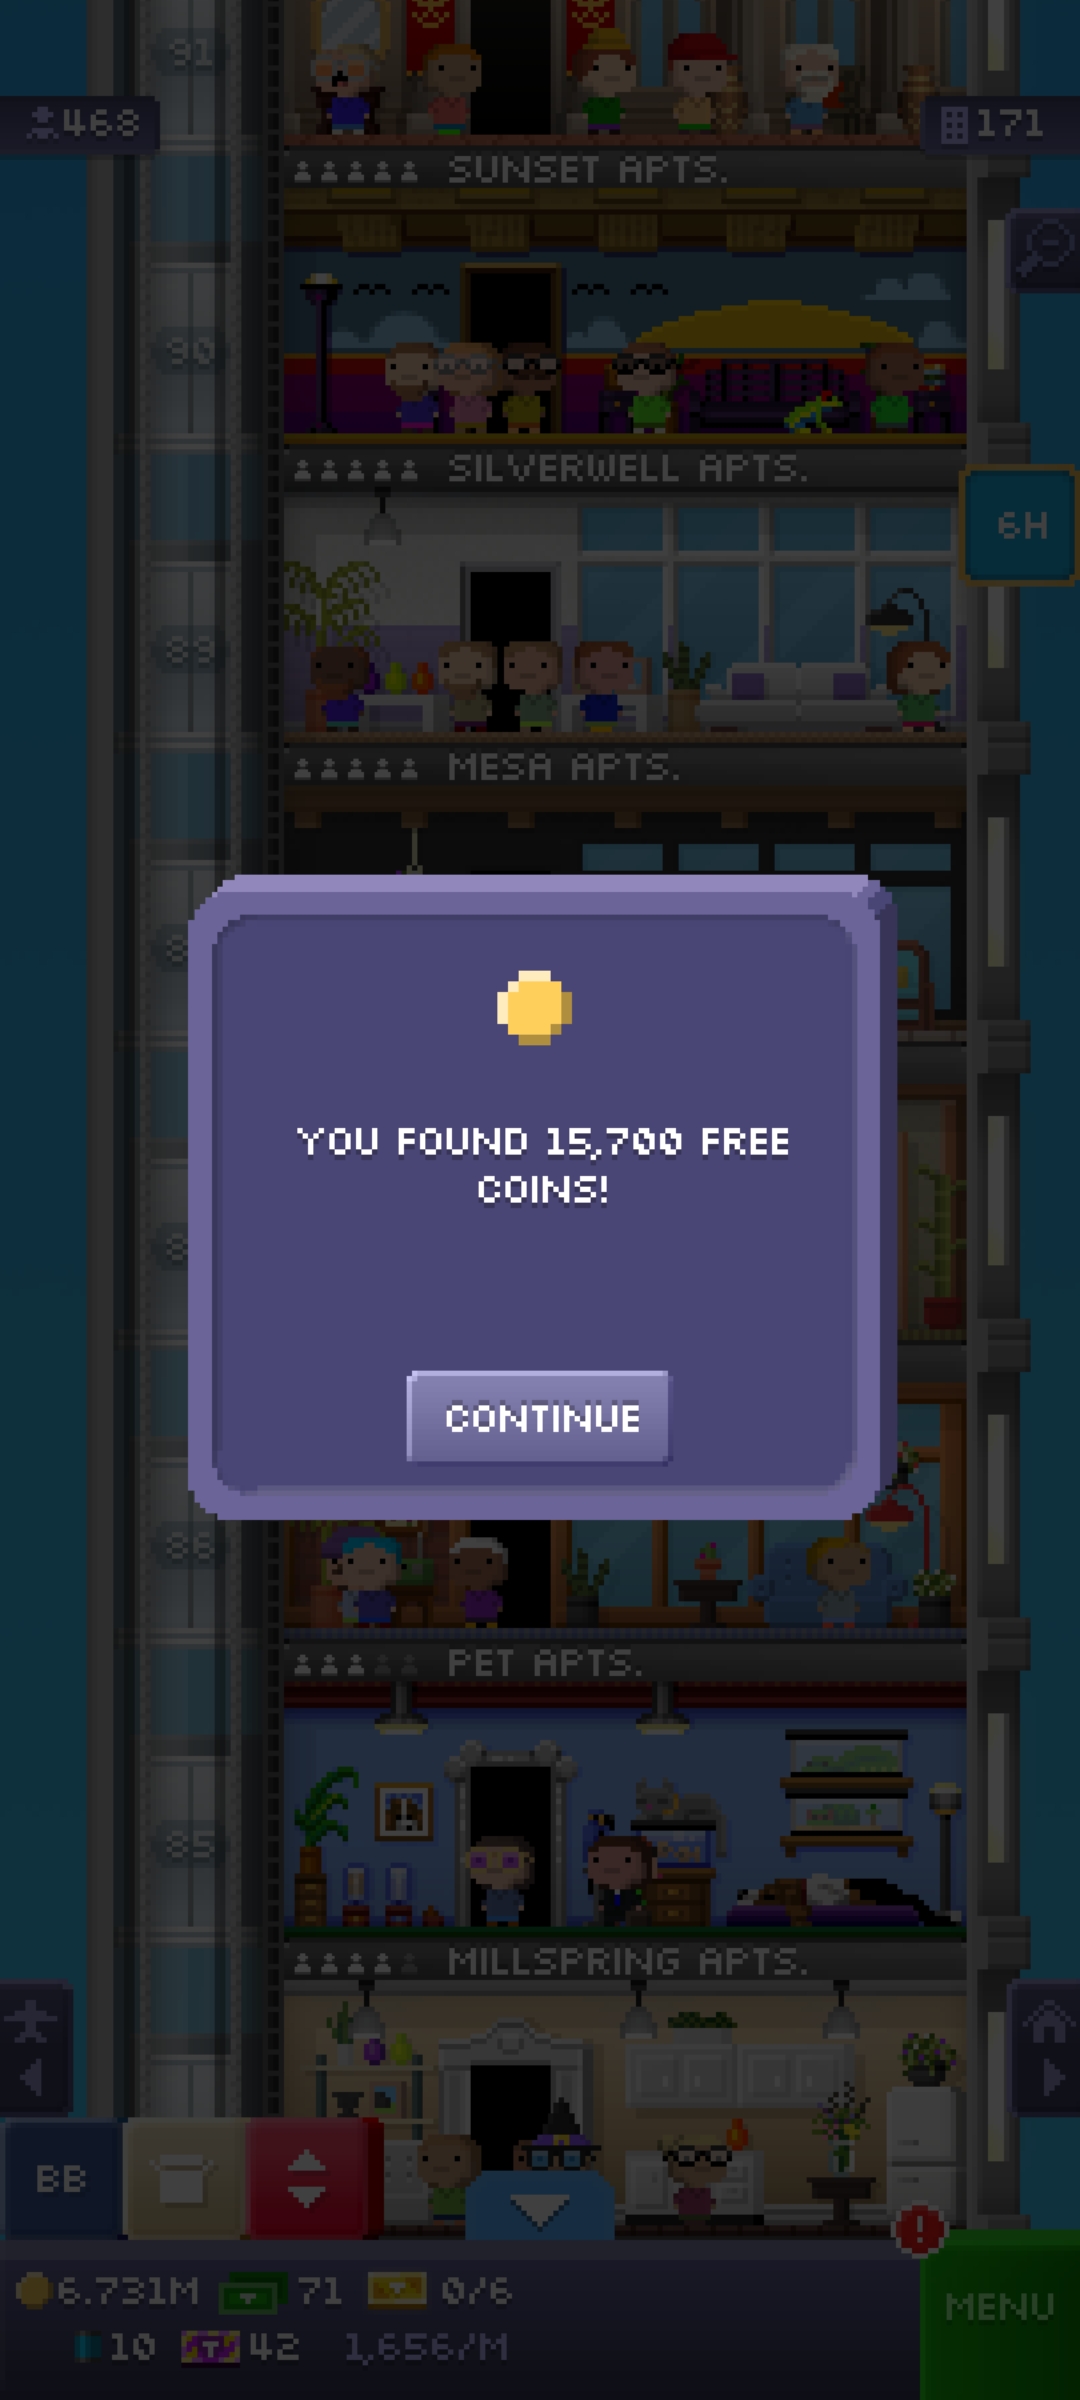 91
468
171
SUNSET APTS.
90
SILVERWELL APTS.
6H
89
MESA APTS.
YOU FOUND 15,700 FREE
COINS!
CONTINUE
86
PET APTS.
85
MILLSPRING APTS.
BB
!
6.731M 71 0/6
MENU
10 T 42 1,656/M